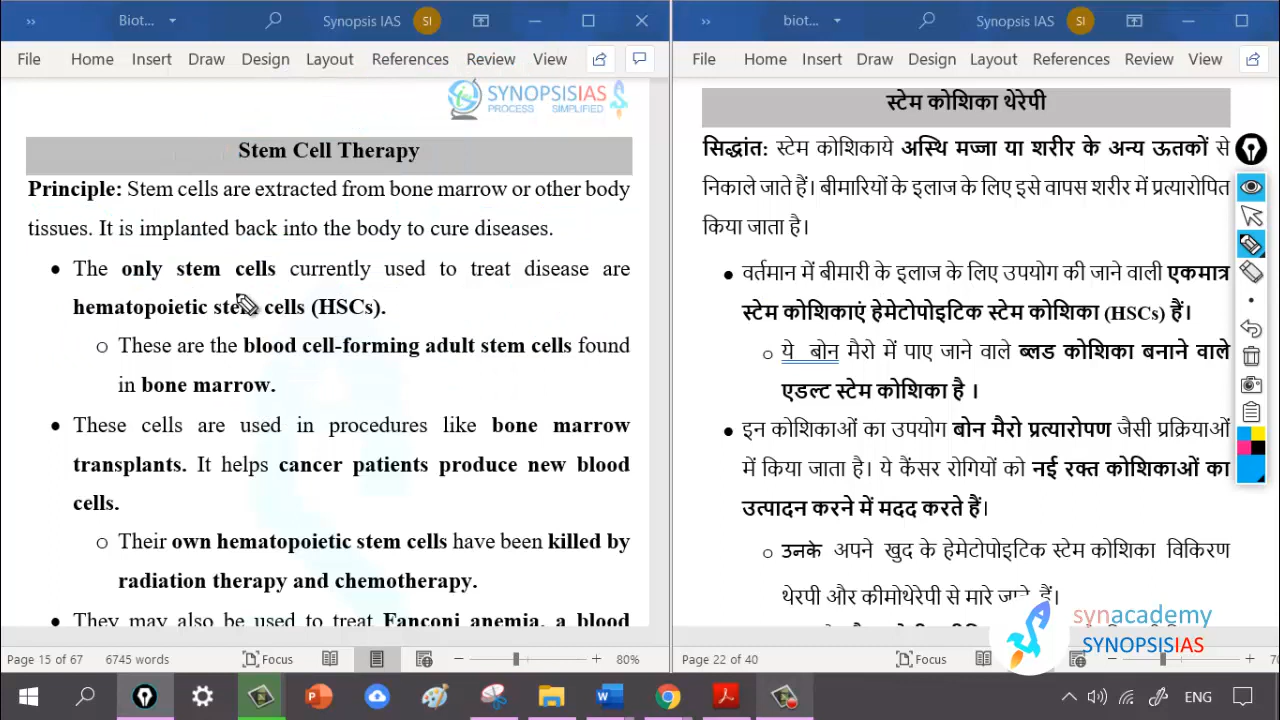 Biot...
Synopsis IAS
SI
File Home Insert Draw Design Layout References Review View
SYNOPSISIAS
PROCESS SIMPLIFIED
Stem Cell Therapy
Principle: Stem cells are extracted from bone marrow or other body
tissues. It is implanted back into the body to cure diseases.
• The only stem cells currently used to treat disease are
hematopoietic stem cells (HSCs).
o These are the blood cell-forming adult stem cells found
in bone marrow.
• These cells are used in procedures like bone marrow
transplants. It helps cancer patients produce new blood
cells.
o Their own hematopoietic stem cells have been killed by
radiation therapy and chemotherapy.
• They may also be used to treat Fanconi anemia, a blood
Page 15 of 67 6745 words Focus 80%
biot...
Synopsis IAS
SI
File Home Insert Draw Design Layout References Review View
स्टेम कोशिका थेरेपी
सिद्धांत: स्टेम कोशिकाये अस्थि मज्जा या शरीर के अन्य ऊतकों से
निकाले जाते हैं। बीमारियों के इलाज के लिए इसे वापस शरीर में प्रत्यारोपित
किया जाता है।
• वर्तमान में बीमारी के इलाज के लिए उपयोग की जाने वाली एकमात्र
स्टेम कोशिकाएं हेमेटोपोइटिक स्टेम कोशिका (HSCs) हैं।
o ये बोन मैरो में पाए जाने वाले ब्लड कोशिका बनाने वाले
एडल्ट स्टेम कोशिका है ।
• इन कोशिकाओं का उपयोग बोन मैरो प्रत्यारोपण जैसी प्रक्रियाओं
में किया जाता है। ये कैंसर रोगियों को नई रक्त कोशिकाओं का
उत्पादन करने में मदद करते हैं।
o उनके अपने खुद के हेमेटोपोइटिक स्टेम कोशिका विकिरण
थेरपी और कीमोथेरेपी से मारे जाते हैं।
synacademy
SYNOPSISIAS
Page 22 of 40 Focus
ENG